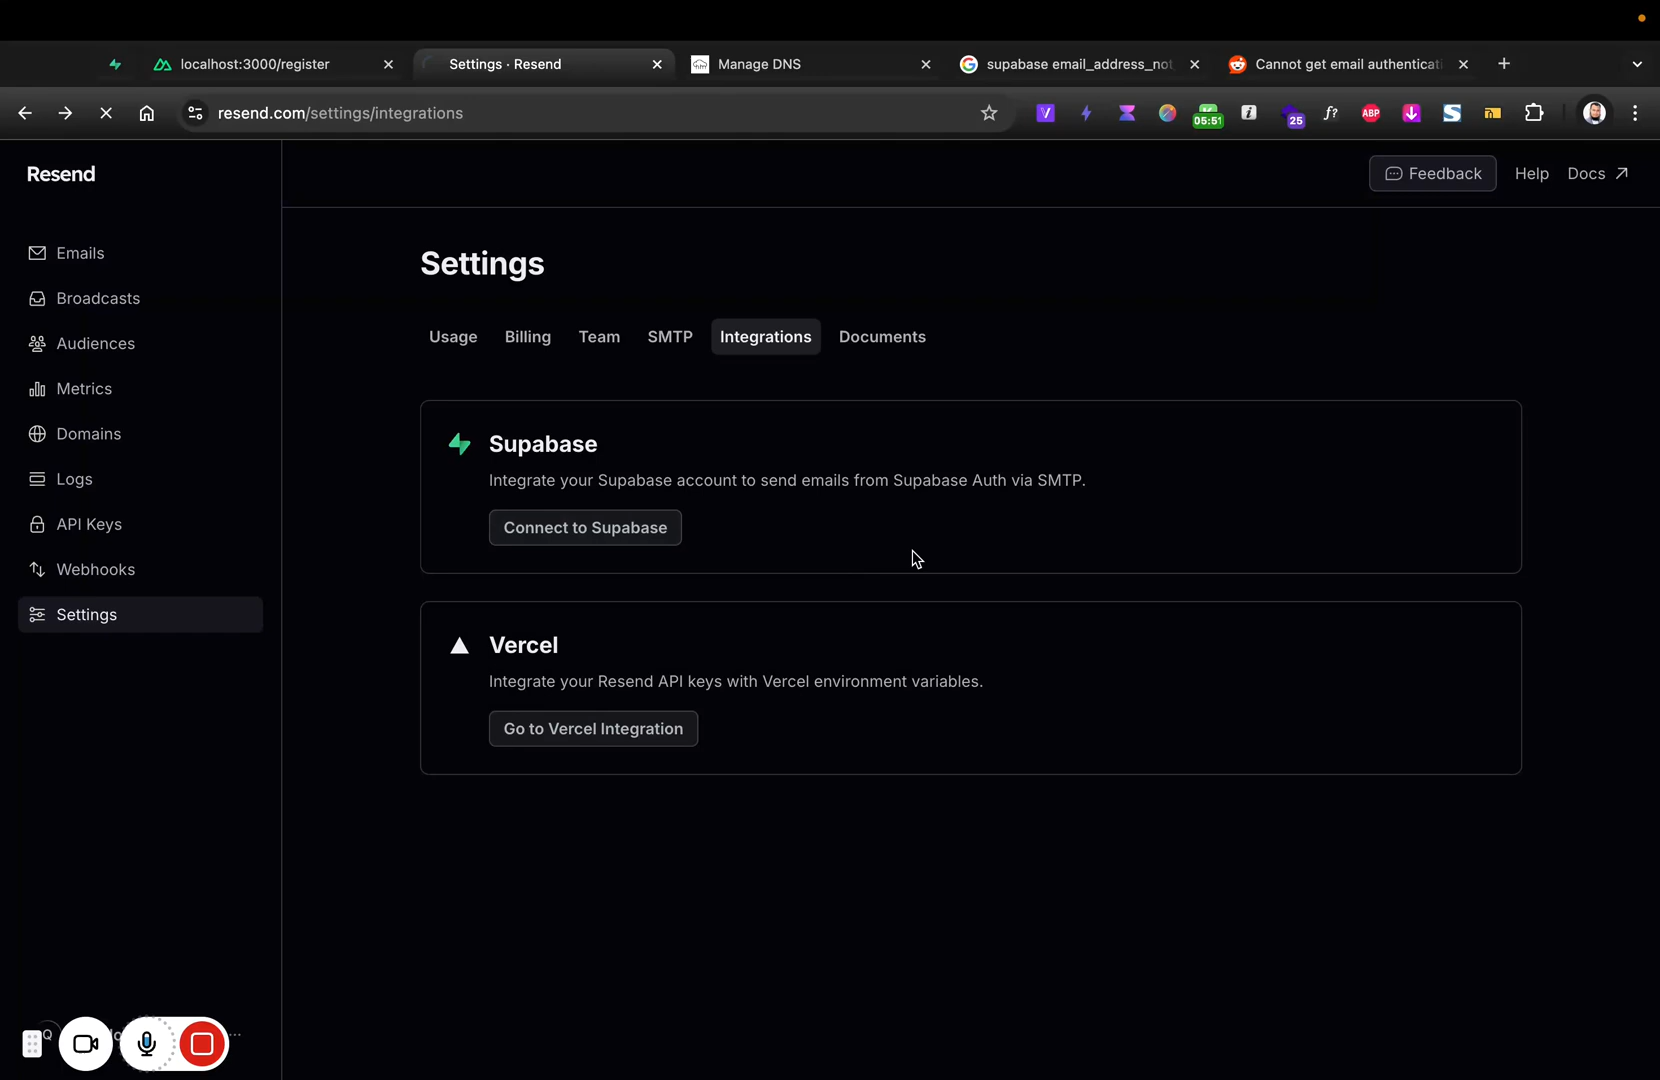 localhost:3000/register
Settings · Resend
Manage DNS
supabase email_address_not
Cannot get email authenticati
resend.com/settings/integrations
05:51
25
f?
ABP
Resend
Feedback
Help
Docs
Emails
Broadcasts
Audiences
Metrics
Domains
Logs
API Keys
Webhooks
Settings
Settings
Usage
Billing
Team
SMTP
Integrations
Documents
Supabase
Integrate your Supabase account to send emails from Supabase Auth via SMTP.
Connect to Supabase
Vercel
Integrate your Resend API keys with Vercel environment variables.
Go to Vercel Integration